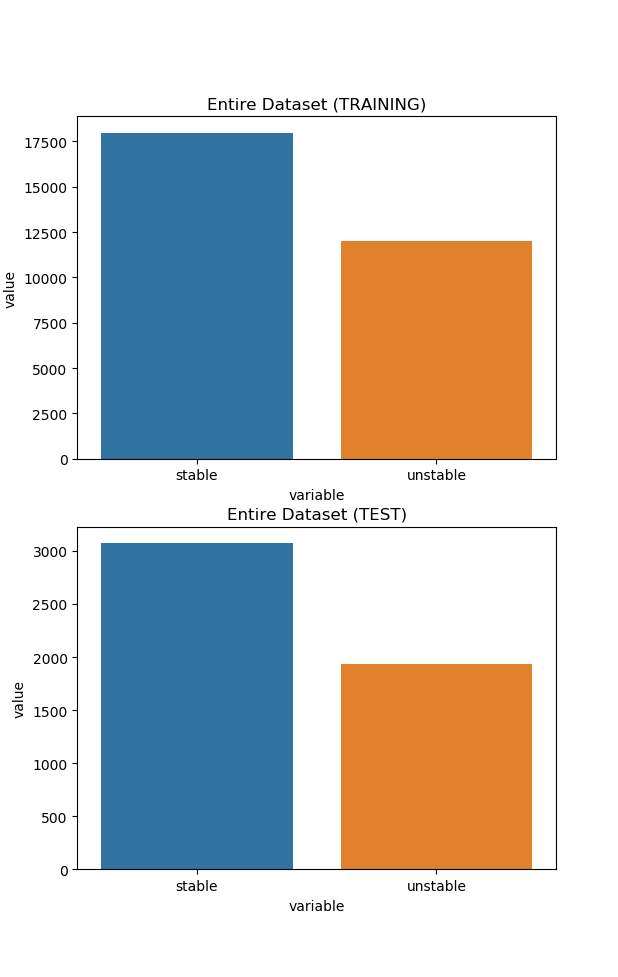 Entire Dataset (TRAINING)
17500
15000
12500
10000
7500
5000
2500
0
value
stable unstable
variable
Entire Dataset (TEST)
3000
2500
2000
1500
1000
500
0
value
stable unstable
variable